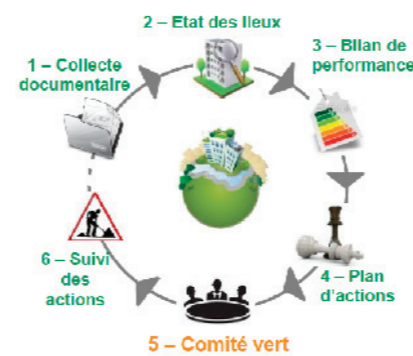 2 – Etat des lieux
1 – Collecte
documentaire
3 – Bilan de
performance
4 – Plan
d'actions
5 – Comité vert
6 – Suivi
des
actions